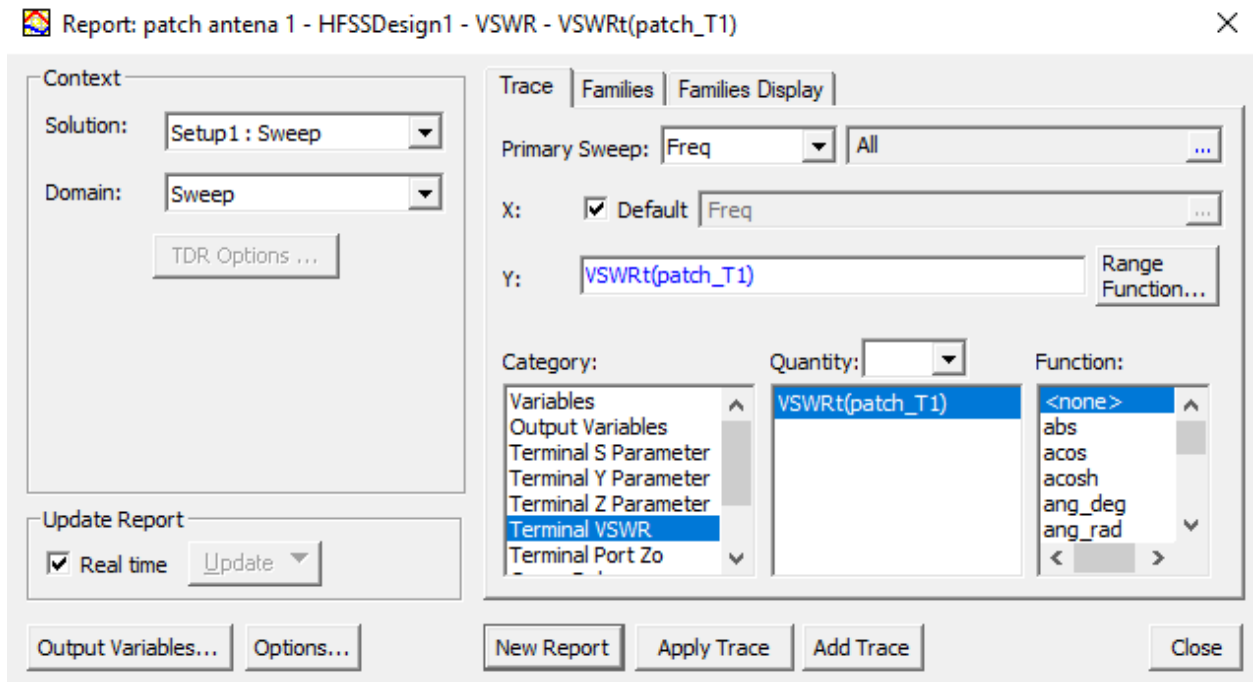 Report: patch antena 1 - HFSSDesign1 - VSWR - VSWRt(patch_T1)
Context
Solution: Setup1 : Sweep
Domain: Sweep
TDR Options ...
Update Report
Real time Update
Output Variables... Options...
Trace Families Families Display
Primary Sweep: Freq All ...
X: Default Freq ...
Y: VSWRt(patch_T1) Range
Function...
Category: Quantity: Function:
Variables
Output Variables
Terminal S Parameter
Terminal Y Parameter
Terminal Z Parameter
Terminal VSWR
Terminal Port Zo
VSWRt(patch_T1)
<none>
abs
acos
acosh
ang_deg
ang_rad
New Report Apply Trace Add Trace Close